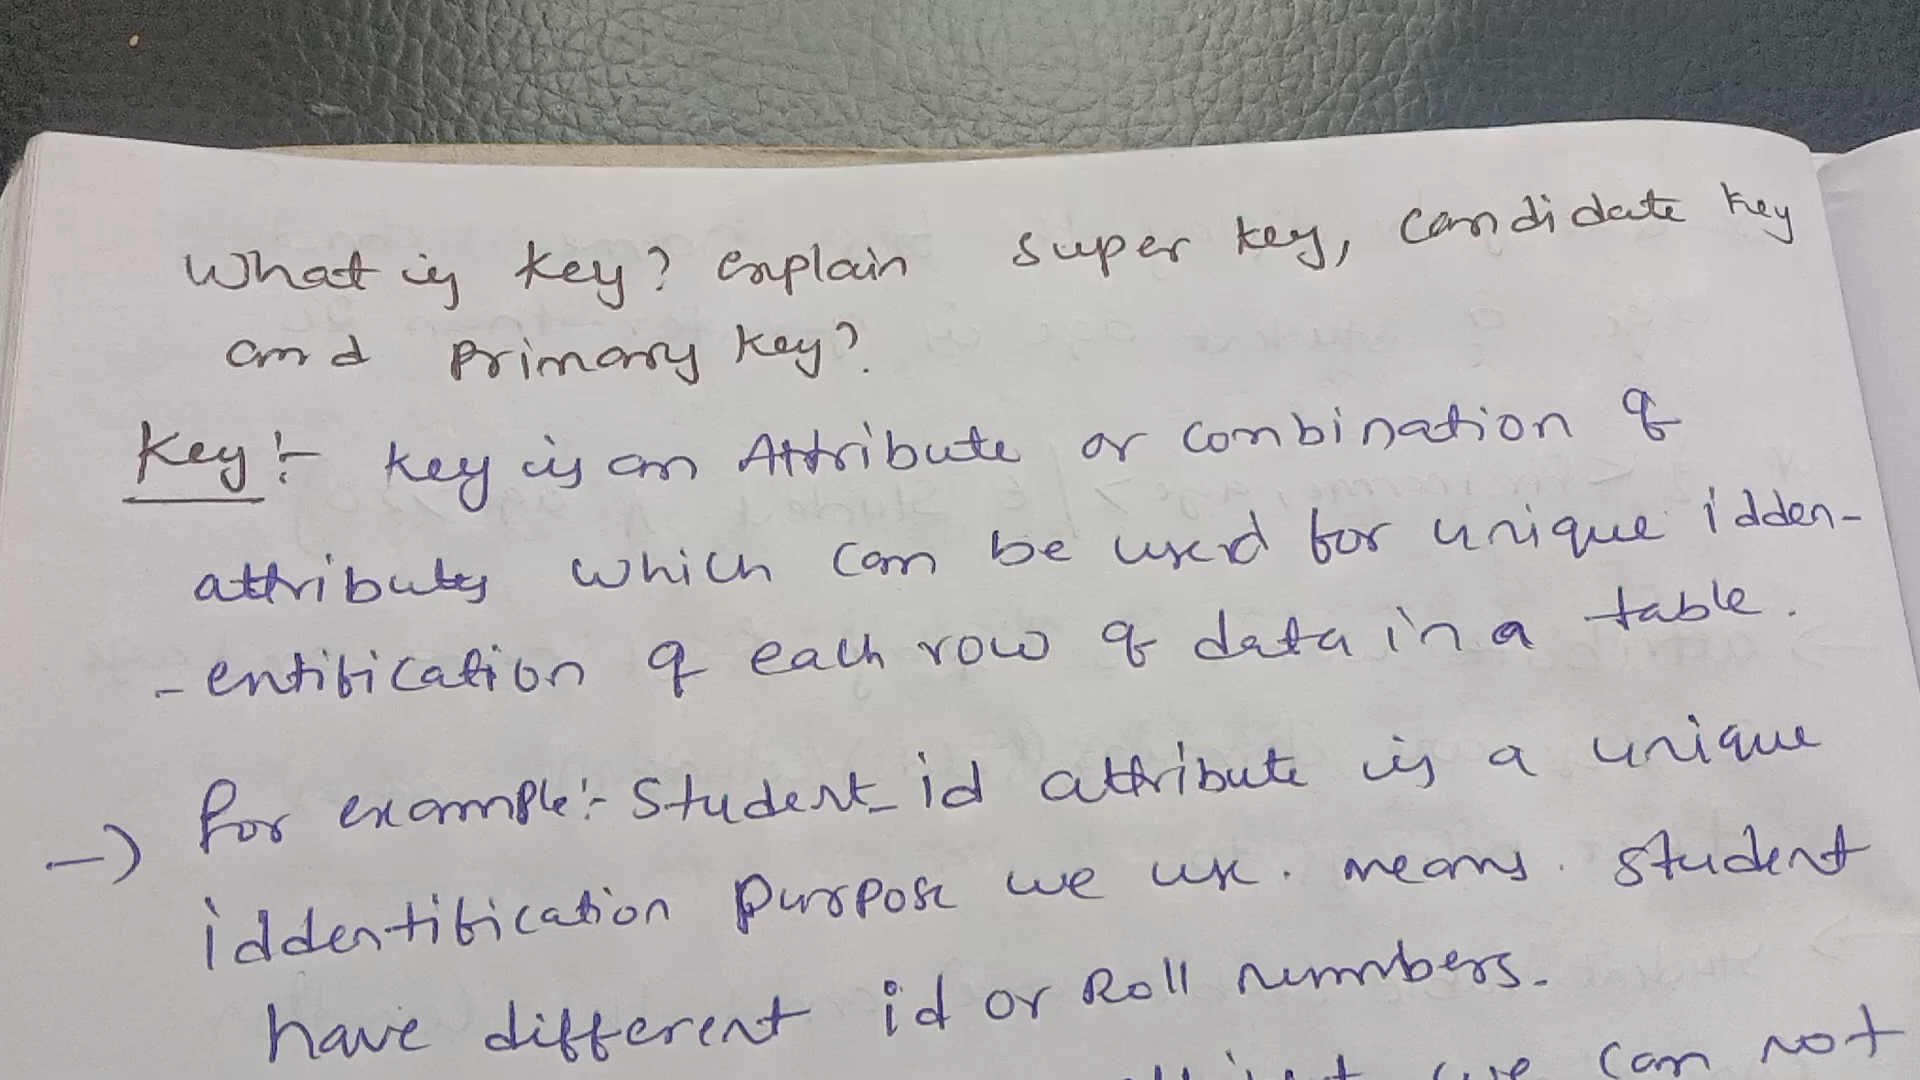 What is key? explain super key, candidate key
and primary key?
Key:- key is an Attribute or combination of
attributes which can be used for unique idden-
-entification of each row of data in a table.
-> for example:- Student_id attribute is a unique
iddentification purpose we use. means. student
have different id or Roll numbers.
can not